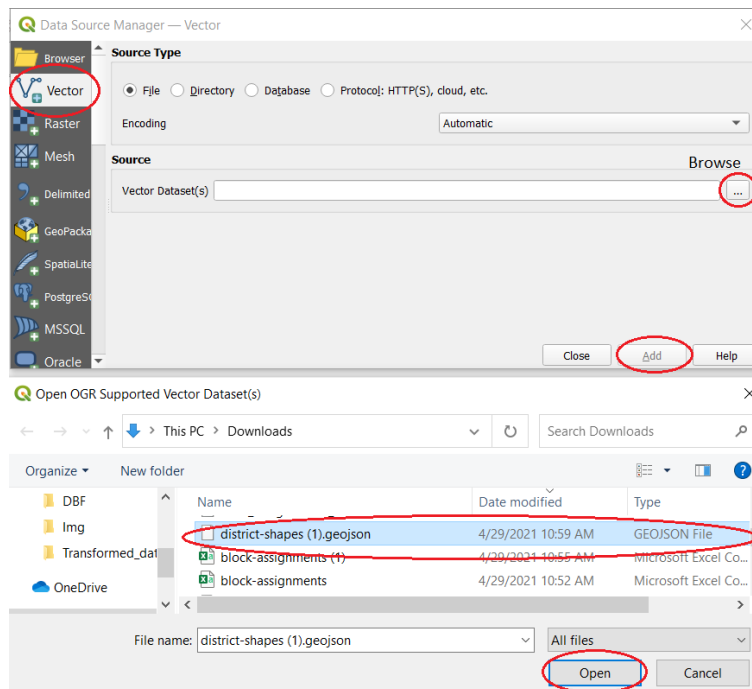 Data Source Manager — Vector
Browser
Source Type
Vector
File Directory Database Protocol: HTTP(S), cloud, etc.
Raster
Encoding Automatic
Mesh
Source
Browse
Delimited
Vector Dataset(s) ...
GeoPacka
SpatiaLite
PostgreSQ
MSSQL
Oracle
Close Add Help
Open OGR Supported Vector Dataset(s)
This PC > Downloads
Search Downloads
Organize New folder
Name Date modified Type
DBF
Img
Transformed_dat
OneDrive
district-shapes (1).geojson 4/29/2021 10:59 AM GEOJSON File
block-assignments (1) 4/29/2021 10:55 AM Microsoft Excel Co...
block-assignments 4/29/2021 10:52 AM Microsoft Excel Co...
File name: district-shapes (1).geojson All files
Open Cancel